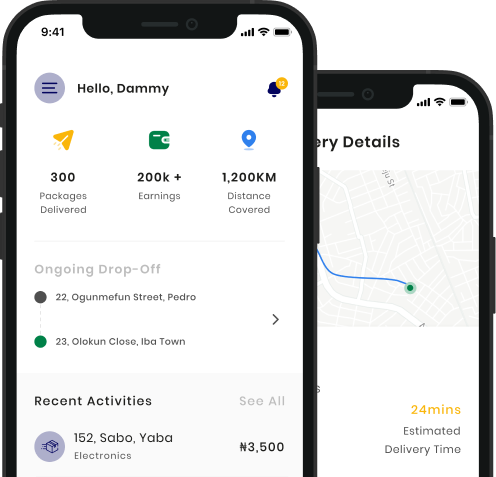 9:41
Hello, Dammy
12
300
Packages
Delivered
200k +
Earnings
1,200KM
Distance
Covered
Ongoing Drop-Off
22, Ogunmefun Street, Pedro
23, Olokun Close, Iba Town
Recent Activities
See All
152, Sabo, Yaba
Electronics
₦3,500
ery Details
ju St
s
24mins
Estimated
Delivery Time